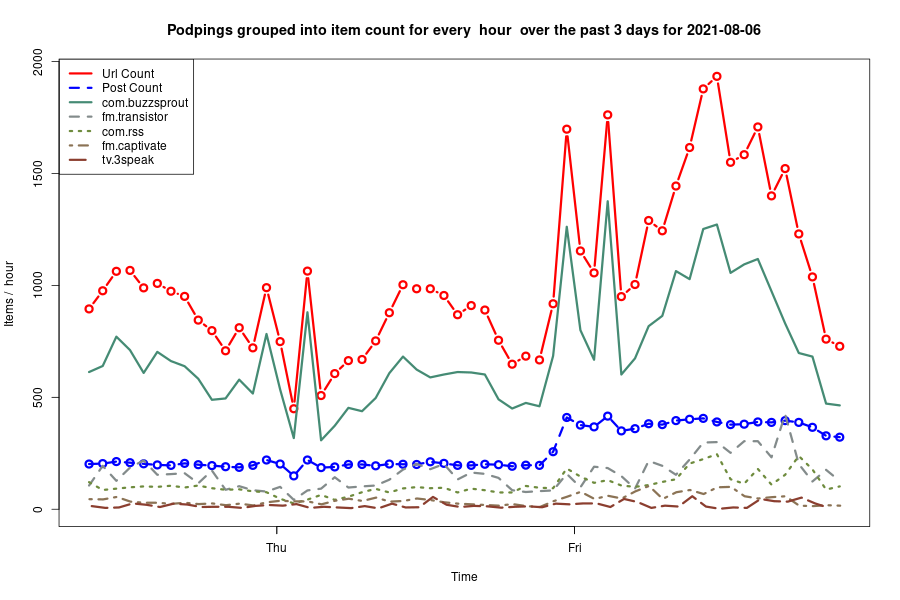 Podpings grouped into item count for every  hour  over the past 3 days for 2021-08-06
Url Count
Post Count
com.buzzsprout
fm.transistor
com.rss
fm.captivate
tv.3speak
Items /  hour
2000
1500
1000
500
0
Thu
Fri
Time